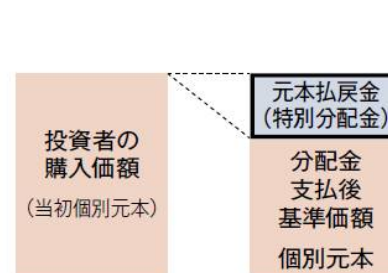 投資者の
購入価額
（当初個別元本）
元本払戻金
（特別分配金）
分配金
支払後
基準価額
個別元本